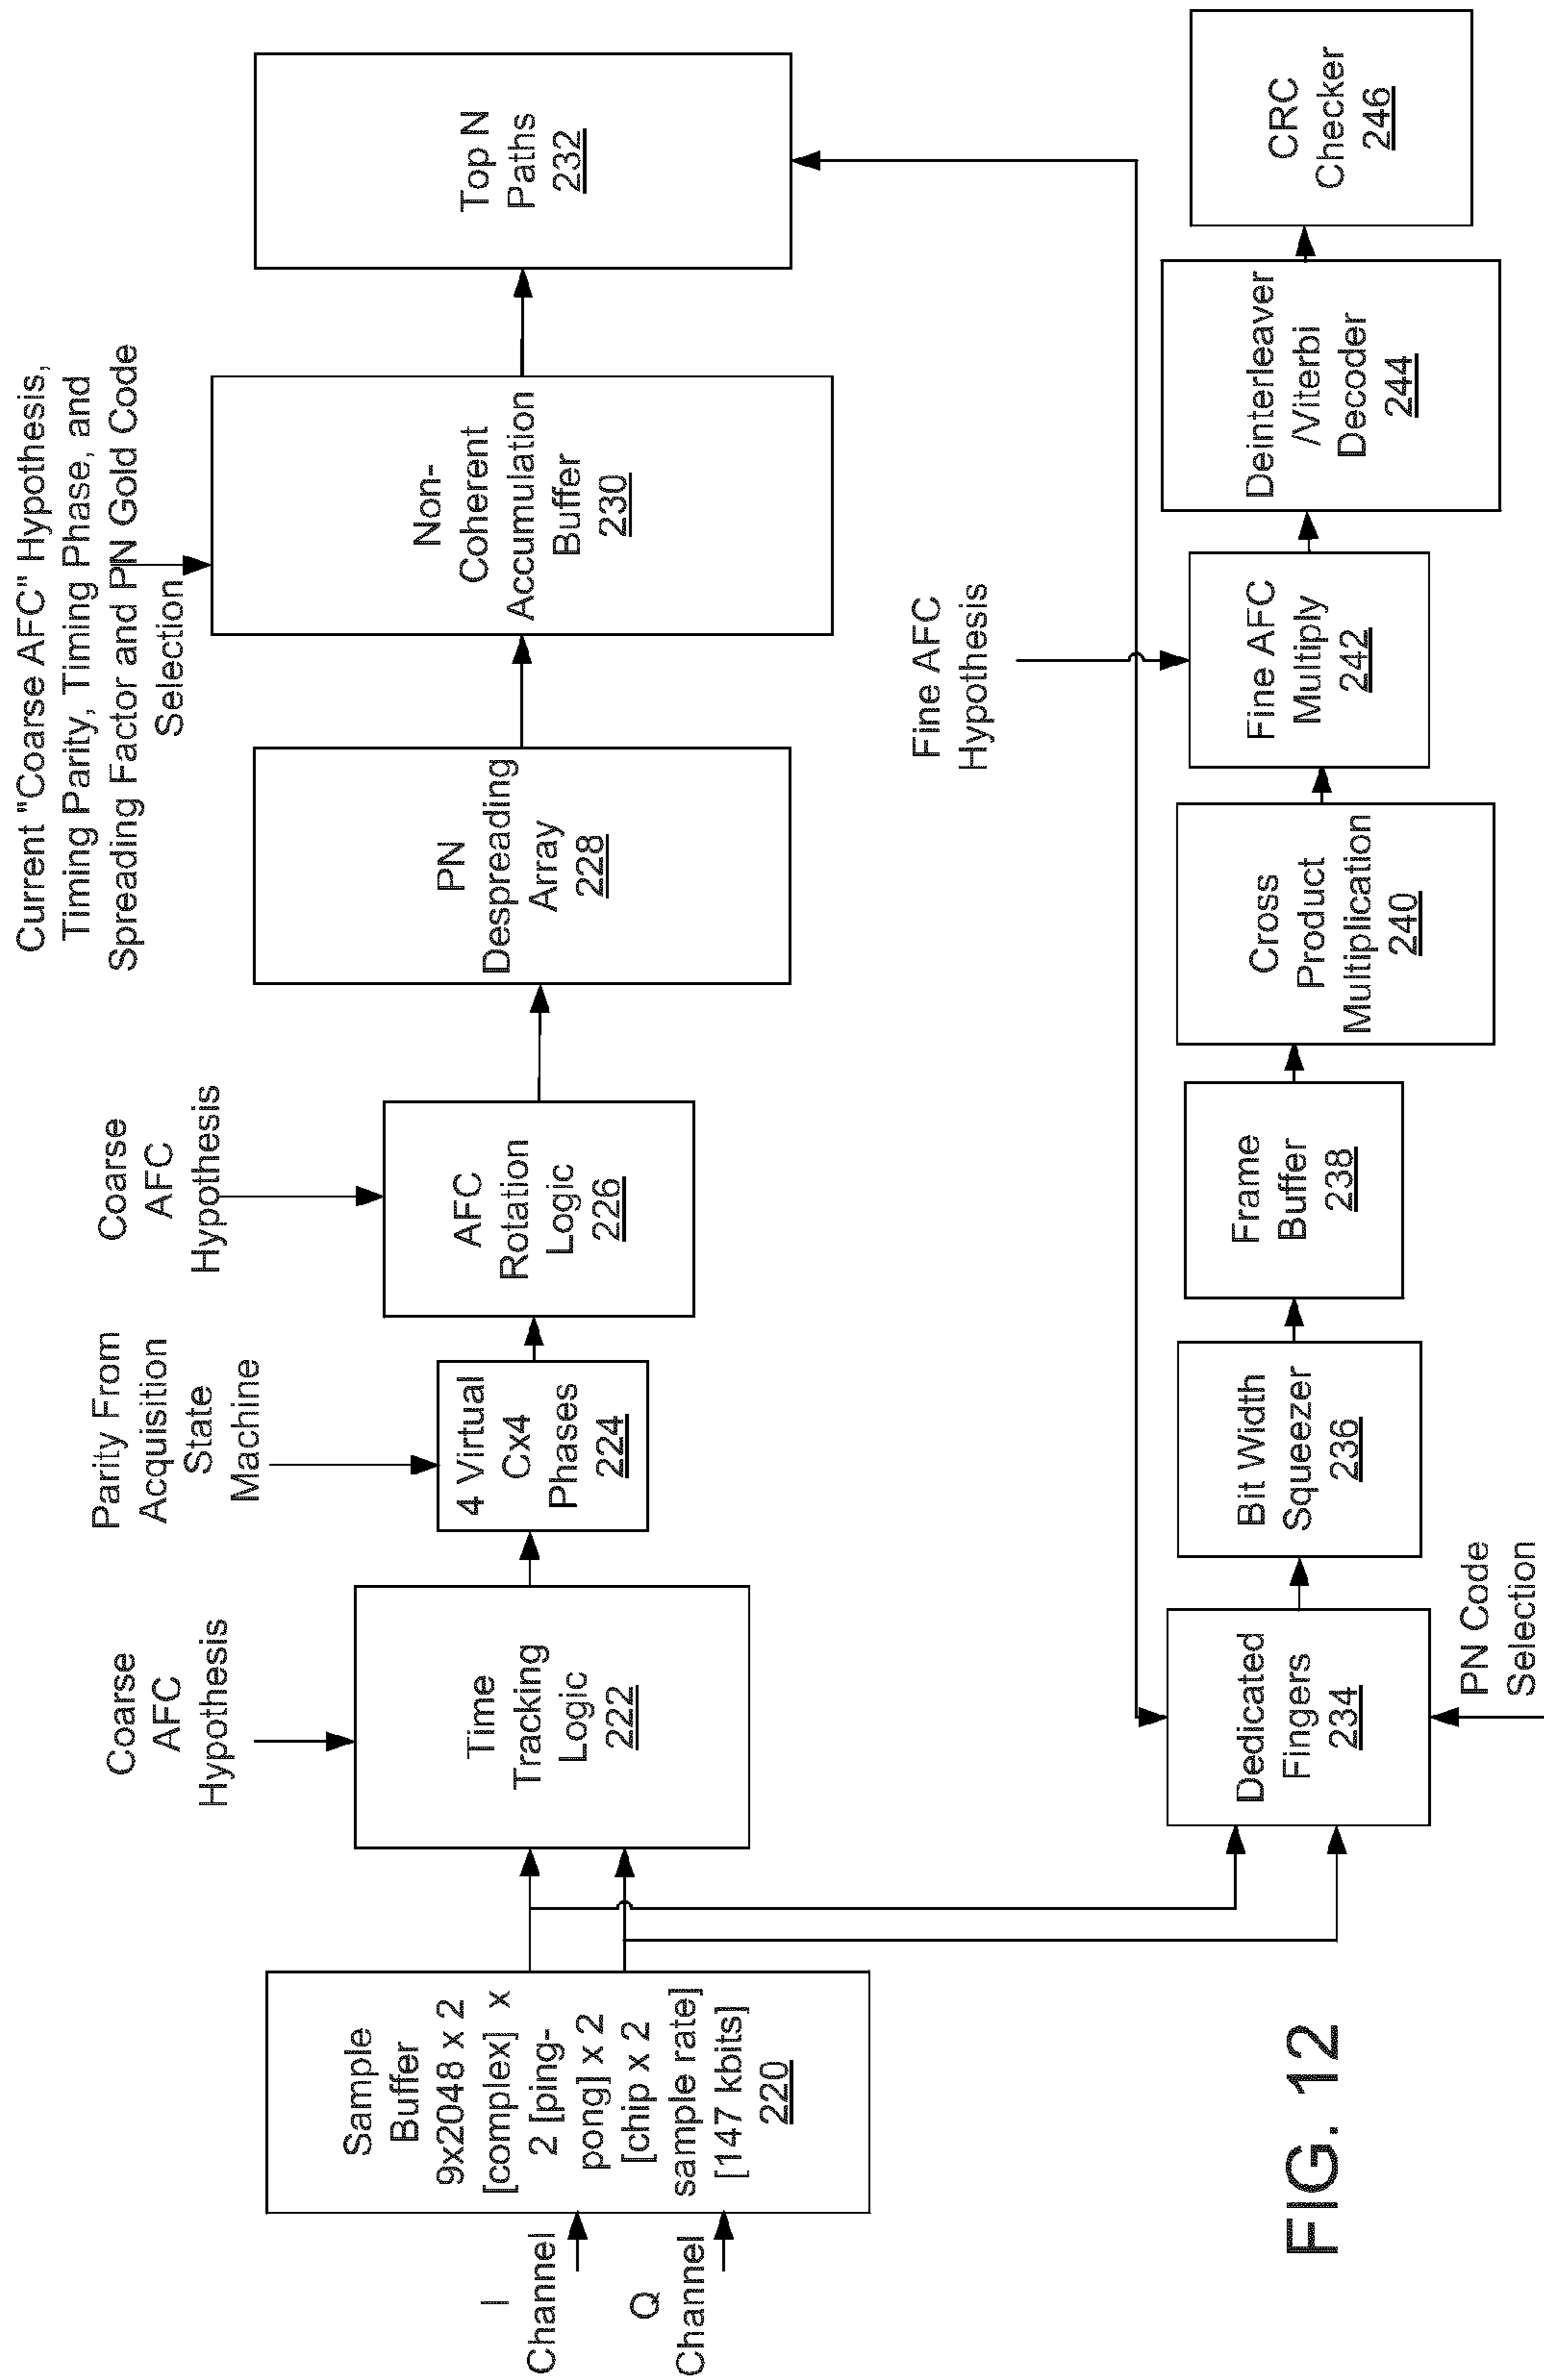 Current "Coarse AFC" Hypothesis,
Timing Parity, Timing Phase, and
Spreading Factor and PN Gold Code
Selection
Coarse
AFC
Hypothesis
Parity From
Acquisition
State
Machine
Coarse
AFC
Hypothesis
I
Channel
Q
Channel
Sample
Buffer
9x2048 x 2
[complex] x
2 [ping-
pong] x 2
[chip x 2
sample rate]
[147 kbits]
220
Time
Tracking
Logic
222
4 Virtual
Cx4
Phases
224
AFC
Rotation
Logic
226
PN
Despreading
Array
228
Non-
Coherent
Accumulation
Buffer
230
Top N
Paths
232
Fine AFC
Hypothesis
Dedicated
Fingers
234
PN Code
Selection
Bit Width
Squeezer
236
Frame
Buffer
238
Cross
Product
Multiplication
240
Fine AFC
Multiply
242
Deinterleaver
/Viterbi
Decoder
244
CRC
Checker
246
FIG. 12